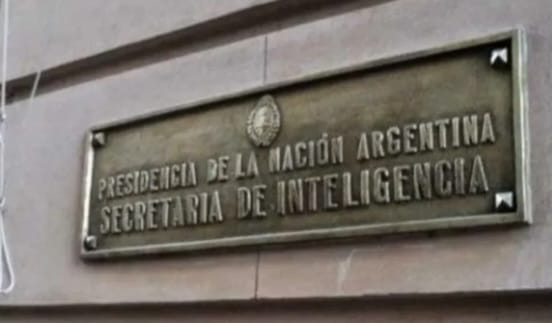 PRESIDENCIA DE LA NACIÓN ARGENTINA
SECRETARIA DE INTELIGENCIA